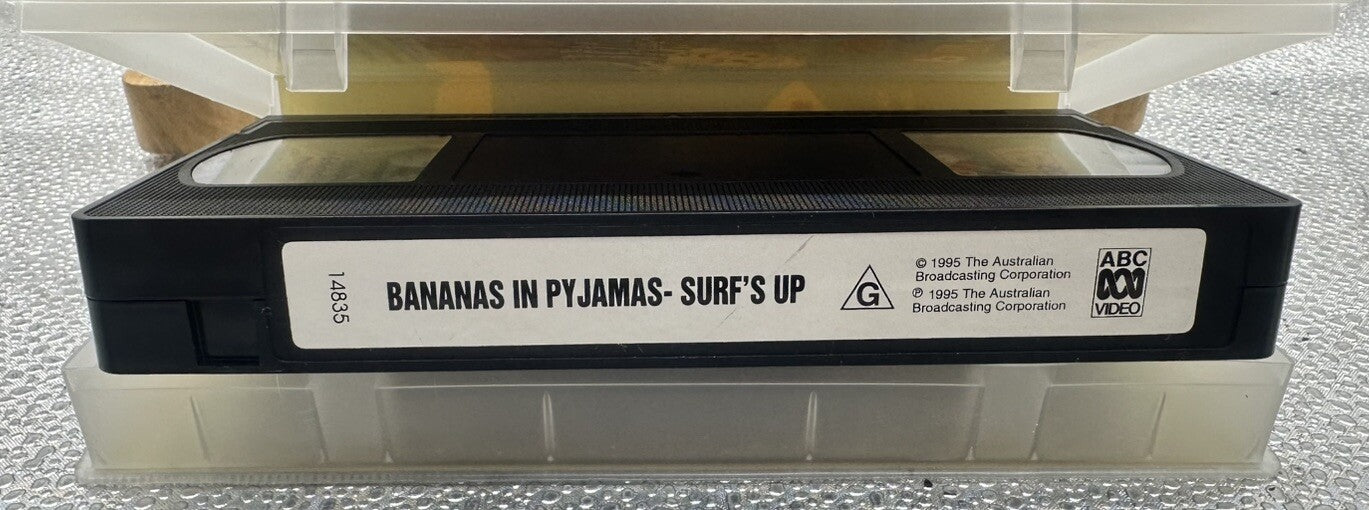 14835
BANANAS IN PYJAMAS- SURF'S UP
G
© 1995 The Australian
Broadcasting Corporation
℗ 1995 The Australian
Broadcasting Corporation
ABC
VIDEO